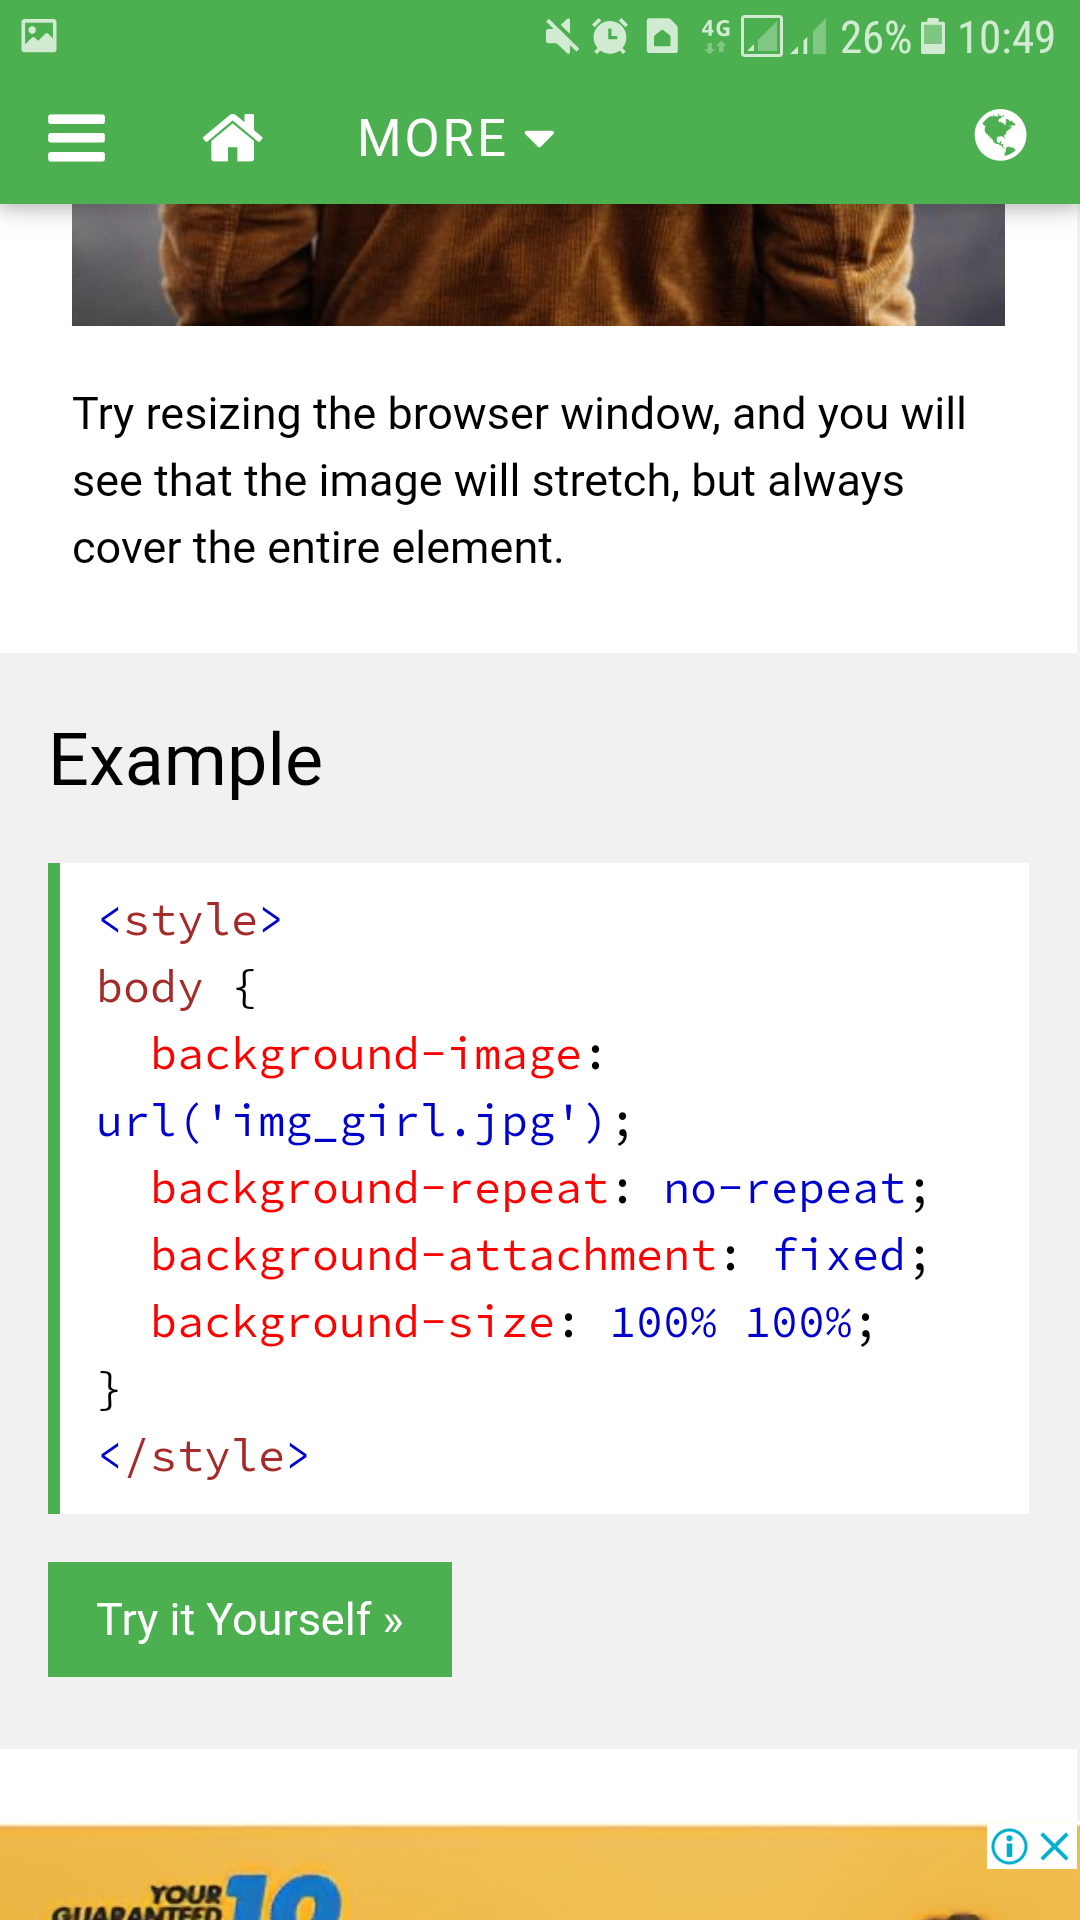 4G 26% 10:49
MORE
Try resizing the browser window, and you will
see that the image will stretch, but always
cover the entire element.
Example
<style>
body {
  background-image:
url('img_girl.jpg');
  background-repeat: no-repeat;
  background-attachment: fixed;
  background-size: 100% 100%;
}
</style>
Try it Yourself »
YOUR
GUARANTEED 10